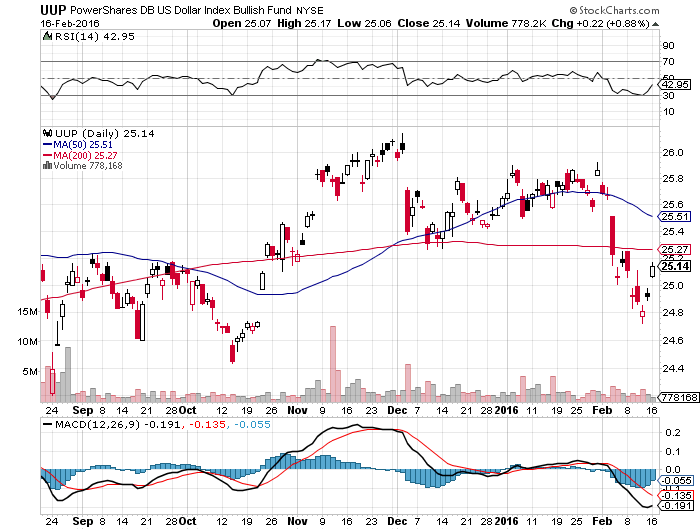 UUP PowerShares DB US Dollar Index Bullish Fund NYSE © StockCharts.com
16-Feb-2016 Open 25.07 High 25.17 Low 25.06 Close 25.14 Volume 778.2K Chg +0.22 (+0.88%)
RSI(14) 42.95
90
70
50
42.95
30
10
UUP (Daily) 25.14
MA(50) 25.51
MA(200) 25.27
Volume 778,168
26.0
25.8
25.6
25.51
25.4
25.27
25.2
25.14
25.0
24.8
24.6
24.4
15M
10M
5M
778168
24 Sep 8 14 21 28 Oct 12 19 26 Nov 9 16 23 Dec 7 14 21 28 2016 11 19 25 Feb 8 16
MACD(12,26,9) -0.191, -0.135, -0.055
0.2
0.1
0.0
-0.055
-0.135
-0.191
24 Sep 8 14 21 28 Oct 12 19 26 Nov 9 16 23 Dec 7 14 21 28 2016 11 19 25 Feb 8 16